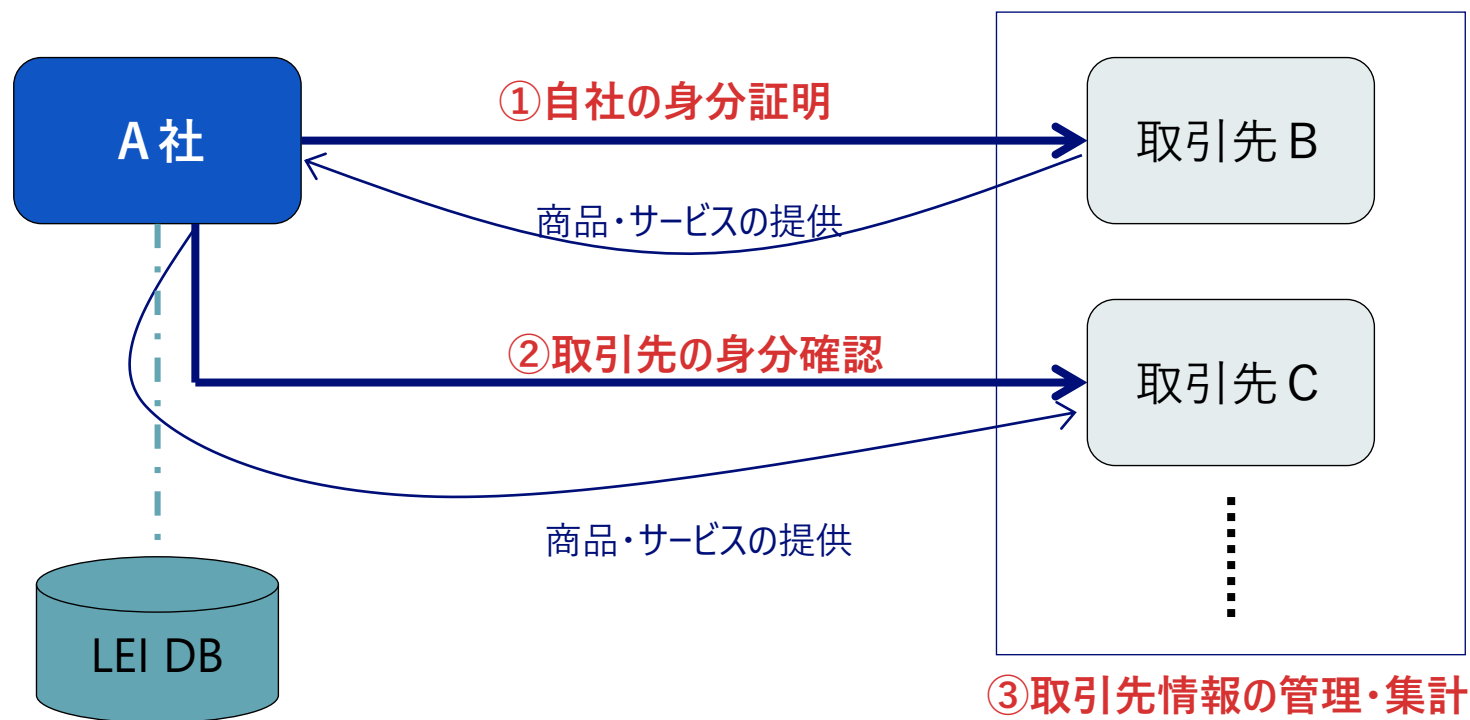 A社
①自社の身分証明
取引先B
商品・サービスの提供
②取引先の身分確認
取引先C
商品・サービスの提供
LEI DB
③取引先情報の管理・集計